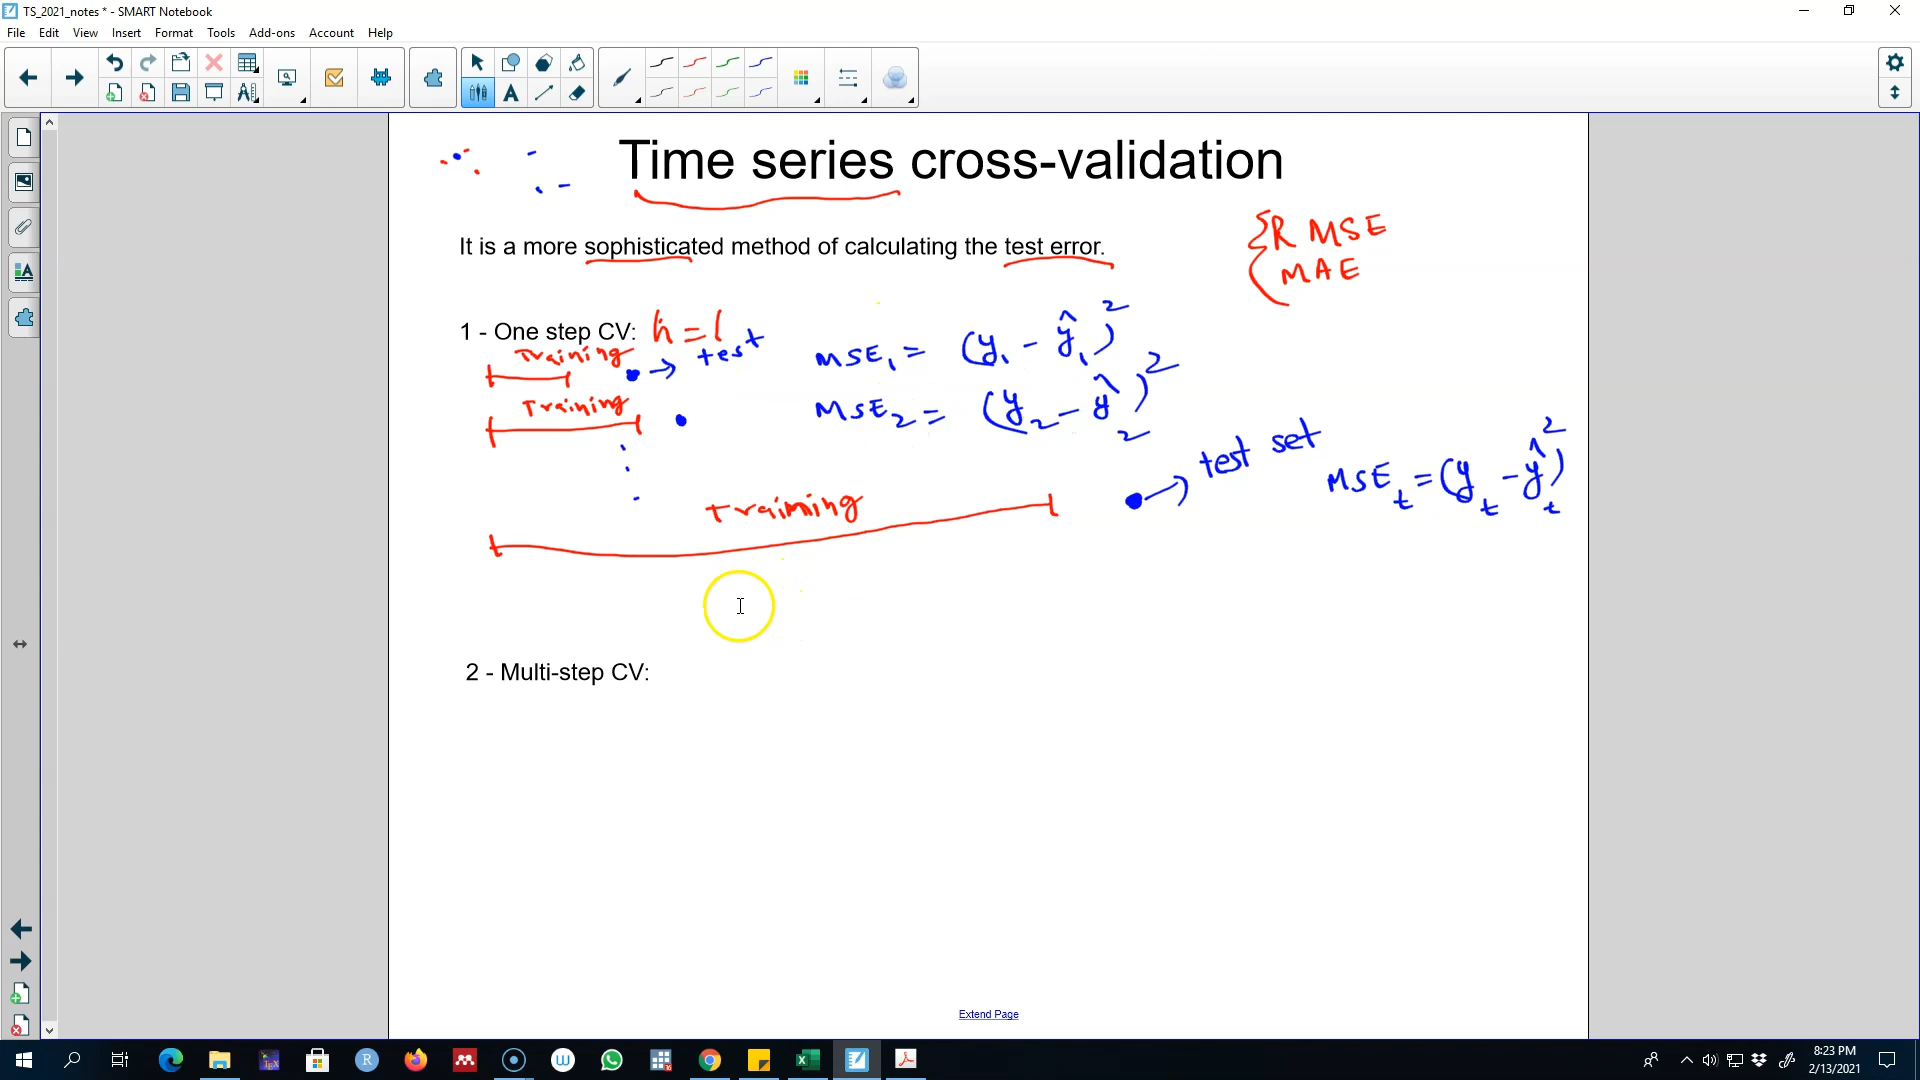 TS_2021_notes * - SMART Notebook
File Edit View Insert Format Tools Add-ons Account Help
Time series cross-validation
It is a more sophisticated method of calculating the test error.
R MSE
MAE
1 - One step CV: h = 1
Training → test MSE₁ = (y₁ - ŷ₁)²
Training MSE₂ = (y₂ - ŷ₂)²
Training → test set MSEₜ = (yₜ - ŷₜ)²
2 - Multi-step CV:
Extend Page
8:23 PM
2/13/2021